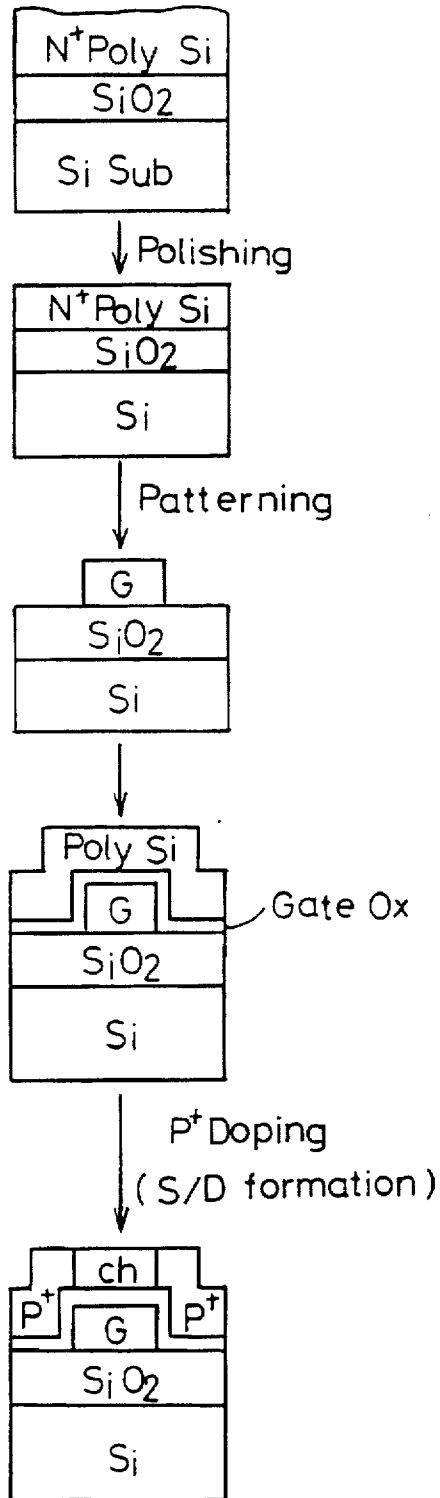 N⁺Poly Si
SiO₂
Si Sub
Polishing
N⁺Poly Si
SiO₂
Si
Patterning
G
SiO₂
Si
Poly Si
G
Gate Ox
SiO₂
Si
P⁺Doping
(S/D formation)
ch
P⁺ P⁺
G
SiO₂
Si